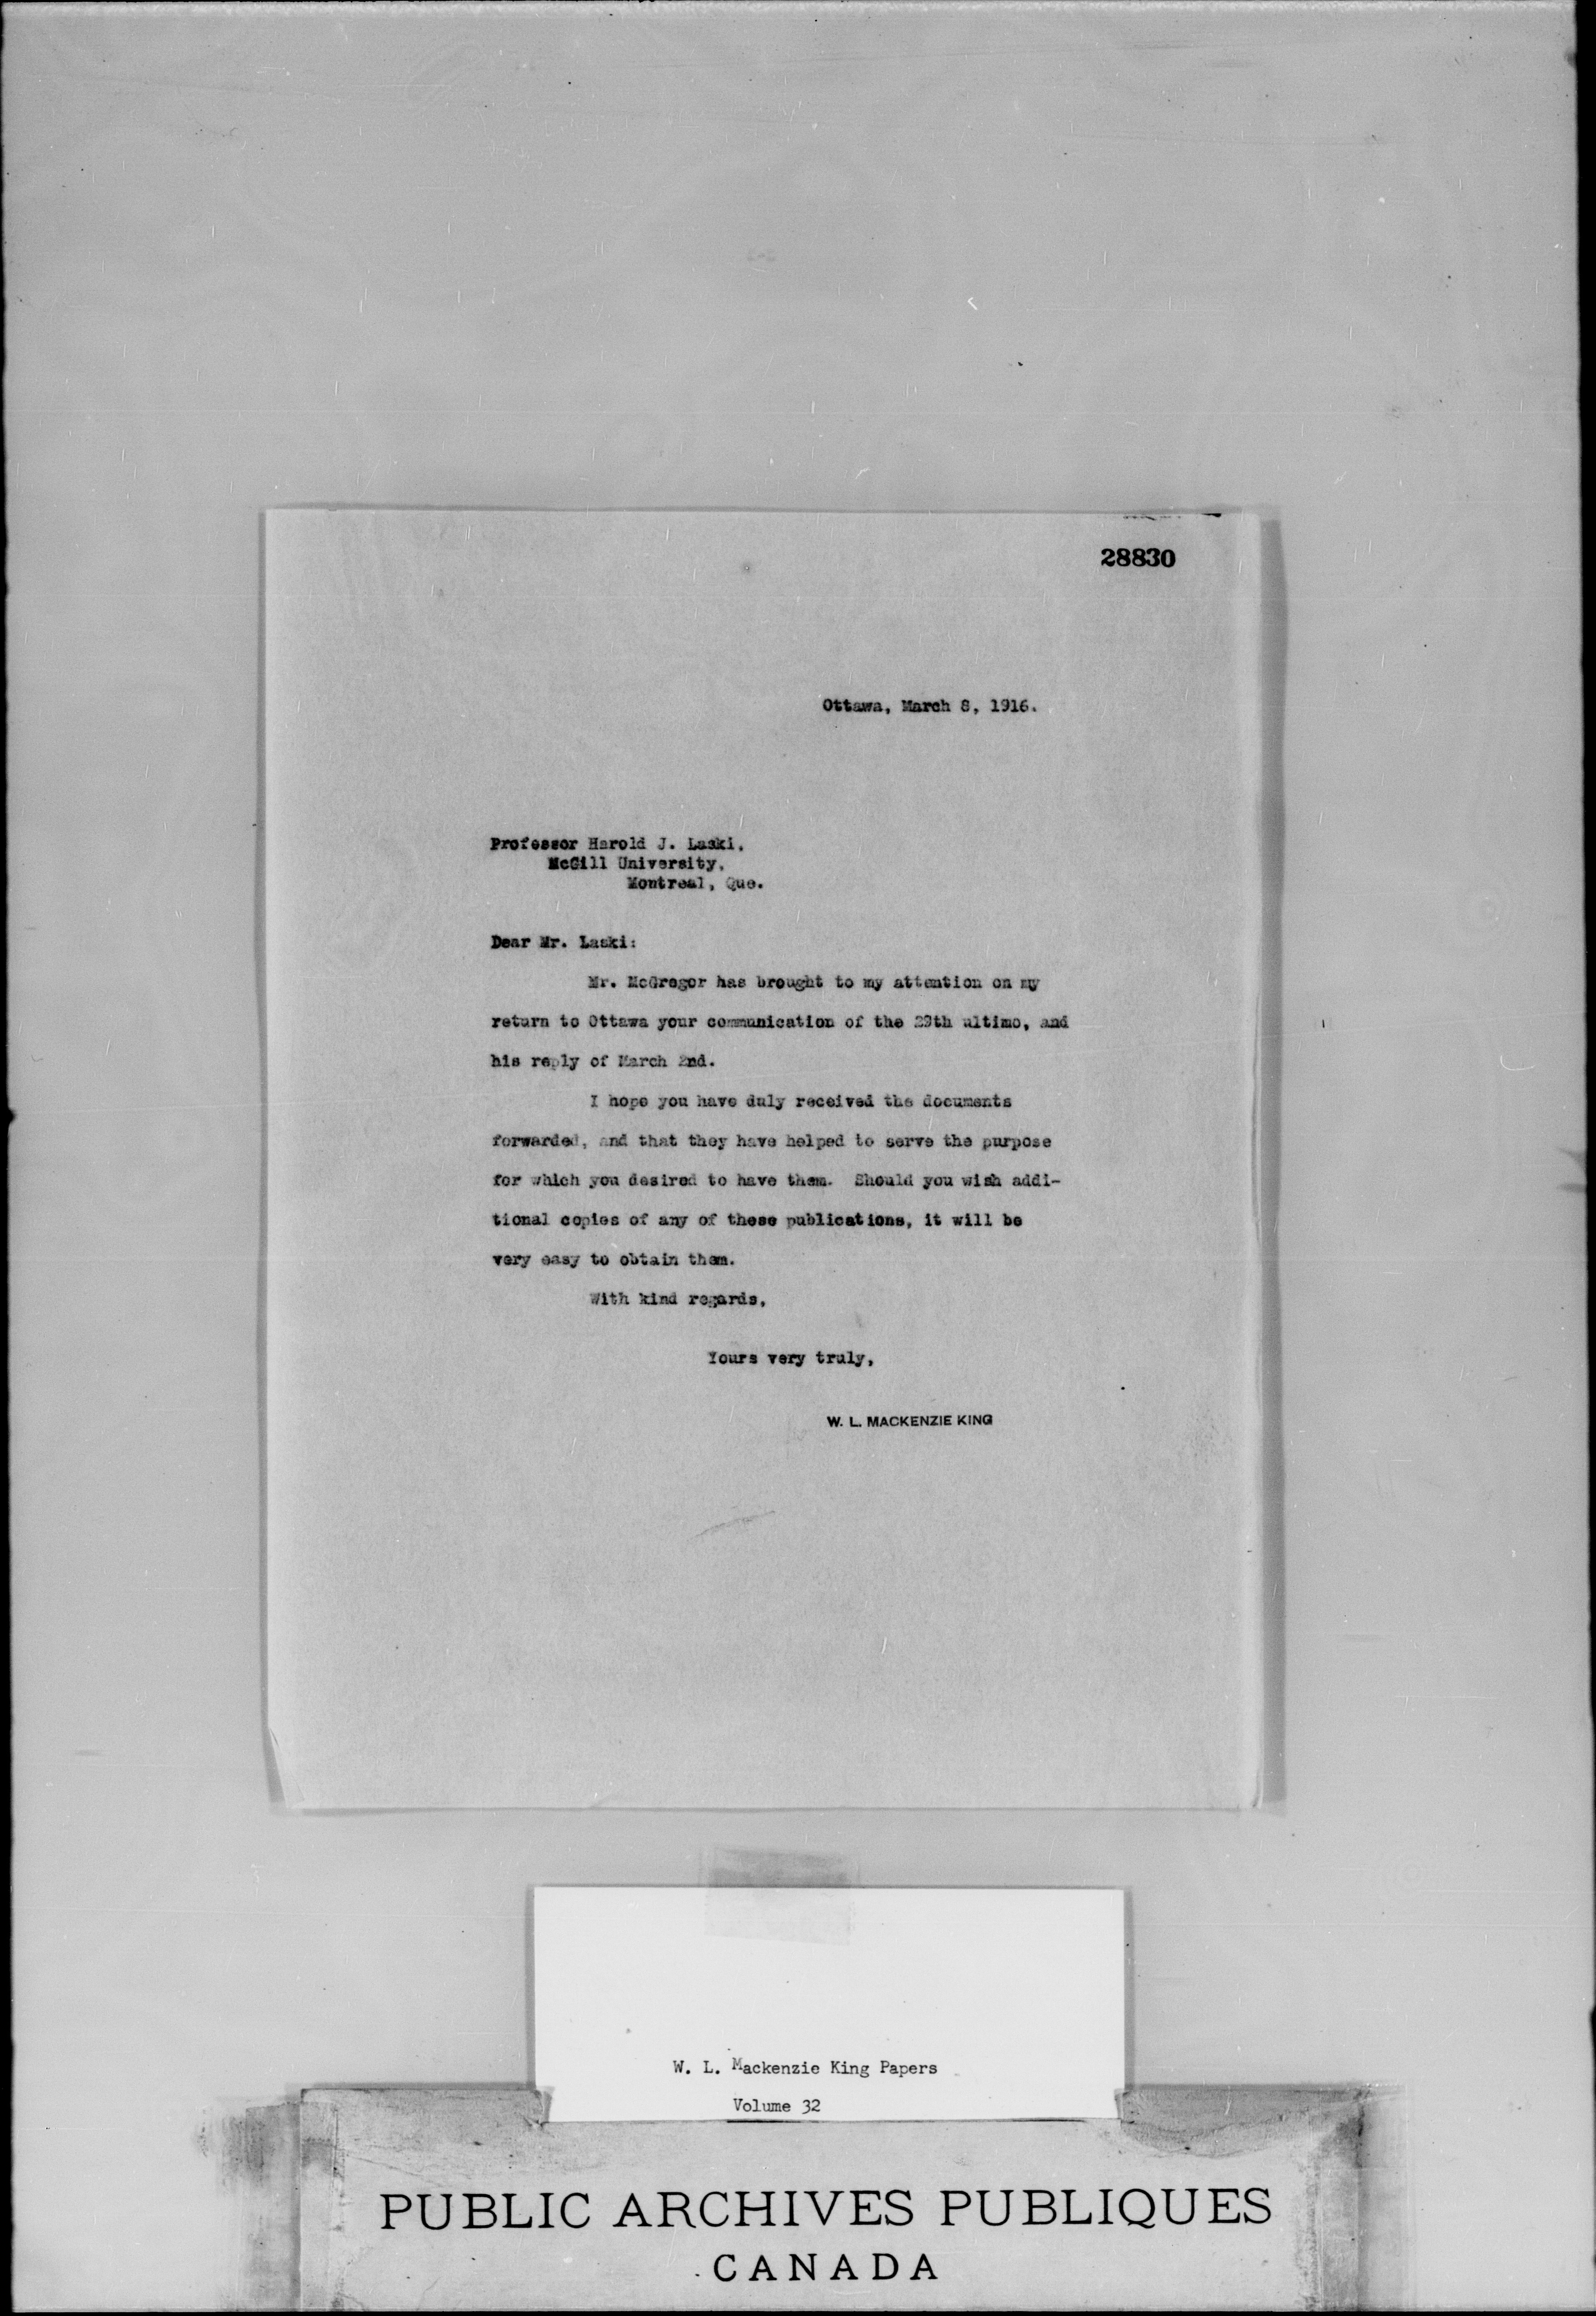 28830
Ottawa, March 8, 1916.
Professor Harold J. Laski,
McGill University,
Montreal, Que.
Dear Mr. Laski:
Mr. McGregor has brought to my attention on my
return to Ottawa your communication of the 29th ultimo, and
his reply of March 2nd.
I hope you have duly received the documents
forwarded, and that they have helped to serve the purpose
for which you desired to have them. Should you wish addi-
tional copies of any of these publications, it will be
very easy to obtain them.
With kind regards,
Yours very truly,
W. L. MACKENZIE KING
W. L. Mackenzie King Papers
Volume 32
PUBLIC ARCHIVES PUBLIQUES
CANADA